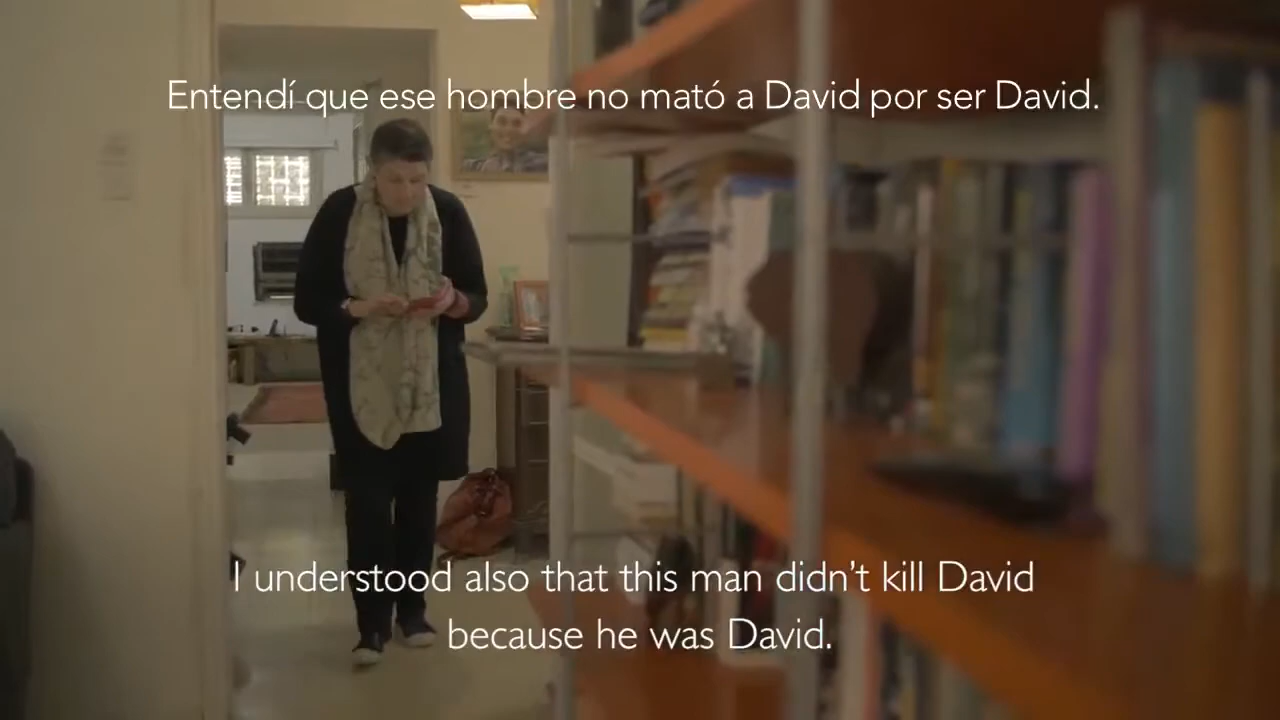 Entendí que ese hombre no mató a David por ser David.
I understood also that this man didn’t kill David
because he was David.